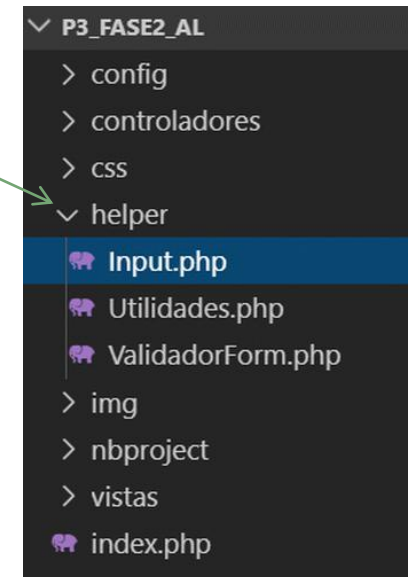 P3_FASE2_AL
config
controladores
css
helper
Input.php
Utilidades.php
ValidadorForm.php
img
nbproject
vistas
index.php